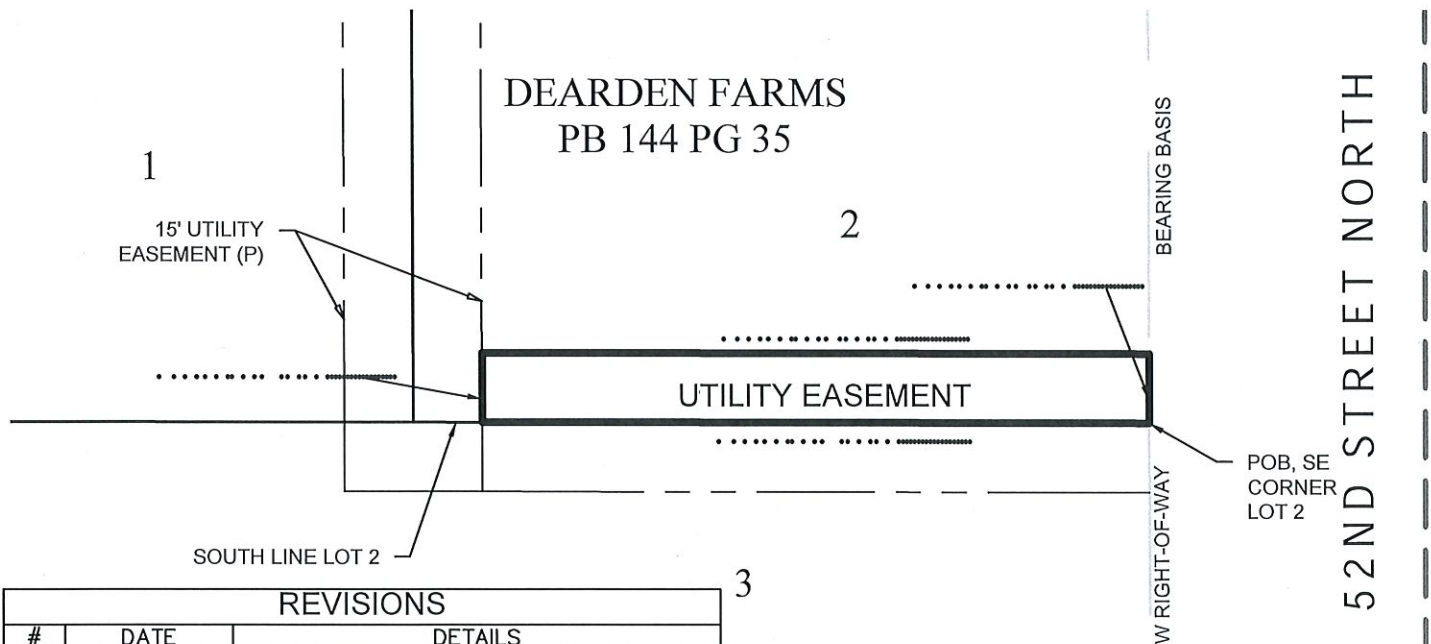 DEARDEN FARMS
PB 144 PG 35
1
15' UTILITY
EASEMENT (P)
2
BEARING BASIS
52ND STREET NORTH
UTILITY EASEMENT
POB, SE
CORNER
LOT 2
SOUTH LINE LOT 2
W RIGHT-OF-WAY
3
REVISIONS
# DATE DETAILS